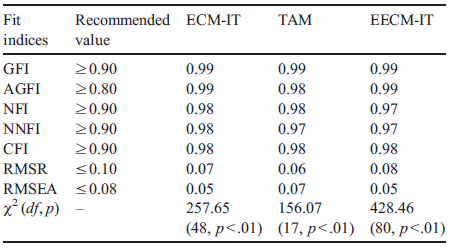 Fit indices Recommended value ECM-IT TAM EECM-IT
GFI ≥0.90 0.99 0.99 0.99
AGFI ≥0.80 0.99 0.98 0.99
NFI ≥0.90 0.98 0.98 0.97
NNFI ≥0.90 0.98 0.97 0.97
CFI ≥0.90 0.98 0.98 0.98
RMSR ≤0.10 0.07 0.06 0.08
RMSEA ≤0.08 0.05 0.07 0.05
χ² (df, p) – 257.65 156.07 428.46
(48, p<.01) (17, p<.01) (80, p<.01)